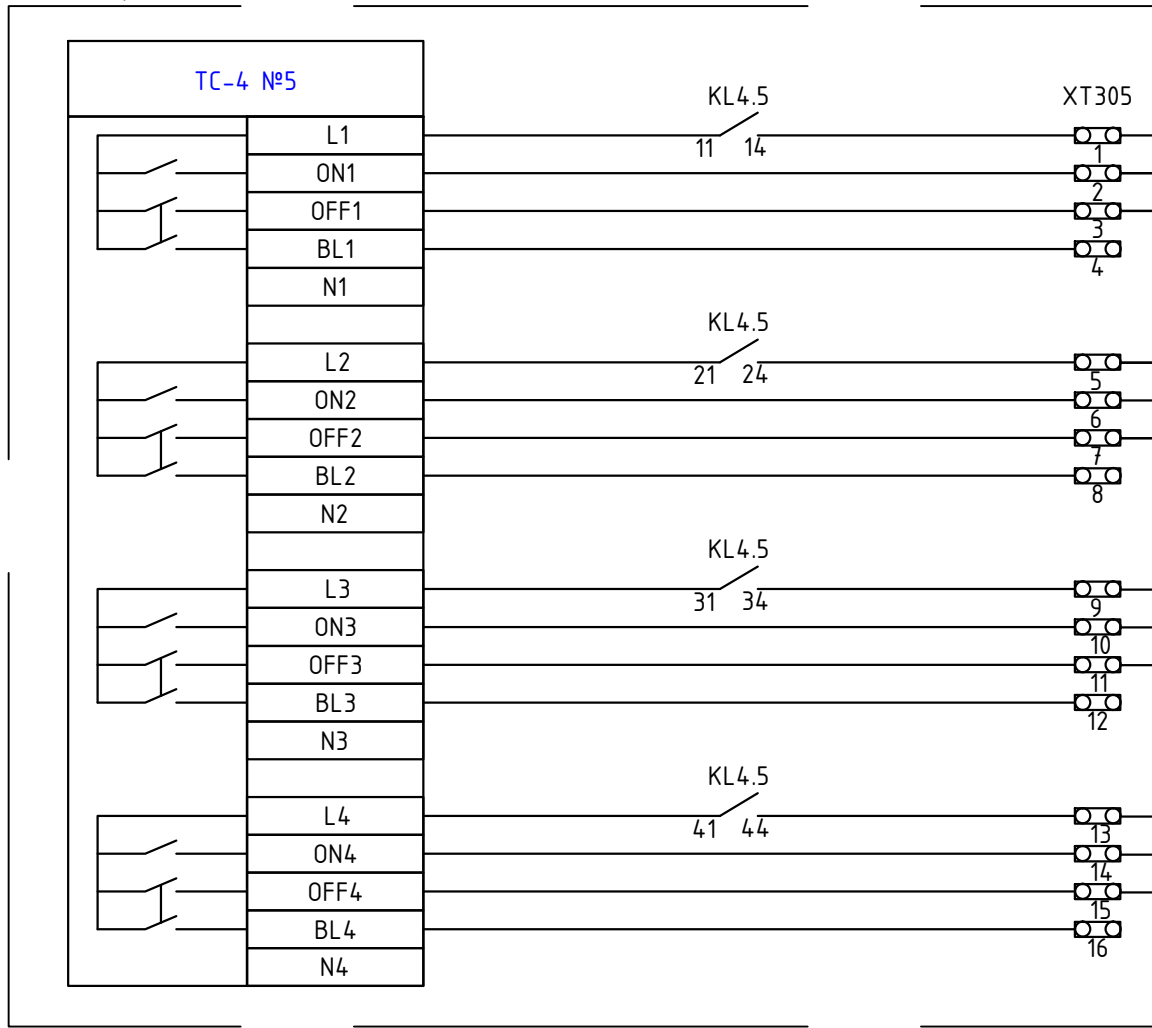 TC-4 №5
KL4.5
XT305
L1
11 14
1
ON1
2
OFF1
3
BL1
4
N1
KL4.5
L2
21 24
5
ON2
6
OFF2
7
BL2
8
N2
KL4.5
L3
31 34
9
ON3
10
OFF3
11
BL3
12
N3
KL4.5
L4
41 44
13
ON4
14
OFF4
15
BL4
16
N4